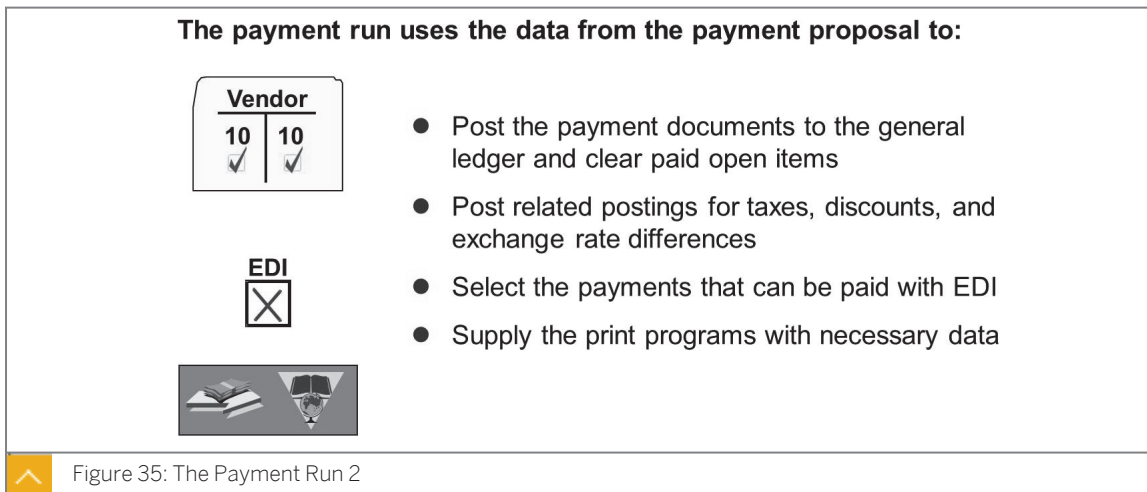 The payment run uses the data from the payment proposal to:
Vendor
10 10
● Post the payment documents to the general
ledger and clear paid open items
● Post related postings for taxes, discounts, and
exchange rate differences
EDI
● Select the payments that can be paid with EDI
● Supply the print programs with necessary data
Figure 35: The Payment Run 2